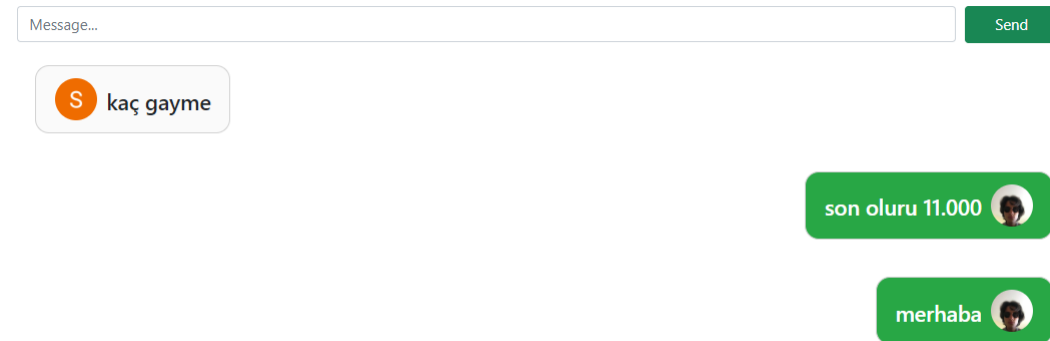 Message...
Send
S
kaç gayme
son oluru 11.000
merhaba